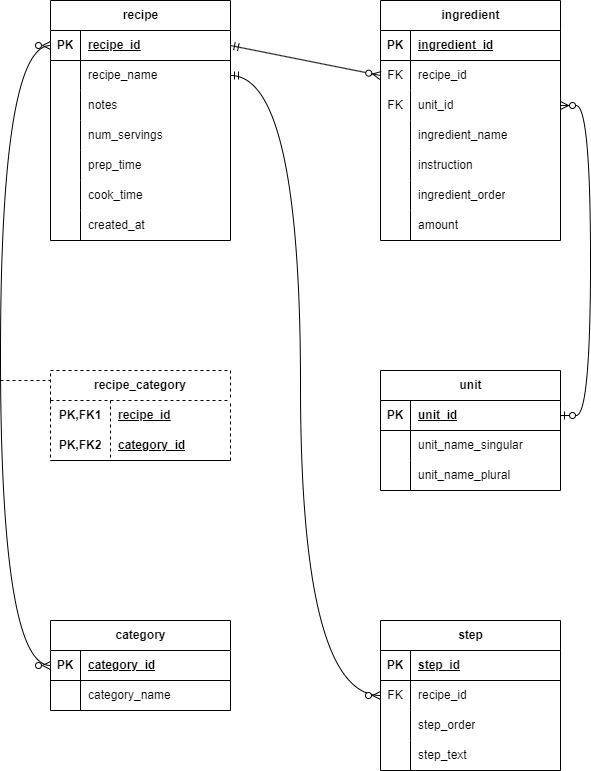 recipe
PK recipe_id
recipe_name
notes
num_servings
prep_time
cook_time
created_at
ingredient
PK ingredient_id
FK recipe_id
FK unit_id
ingredient_name
instruction
ingredient_order
amount
recipe_category
PK,FK1 recipe_id
PK,FK2 category_id
unit
PK unit_id
unit_name_singular
unit_name_plural
category
PK category_id
category_name
step
PK step_id
FK recipe_id
step_order
step_text